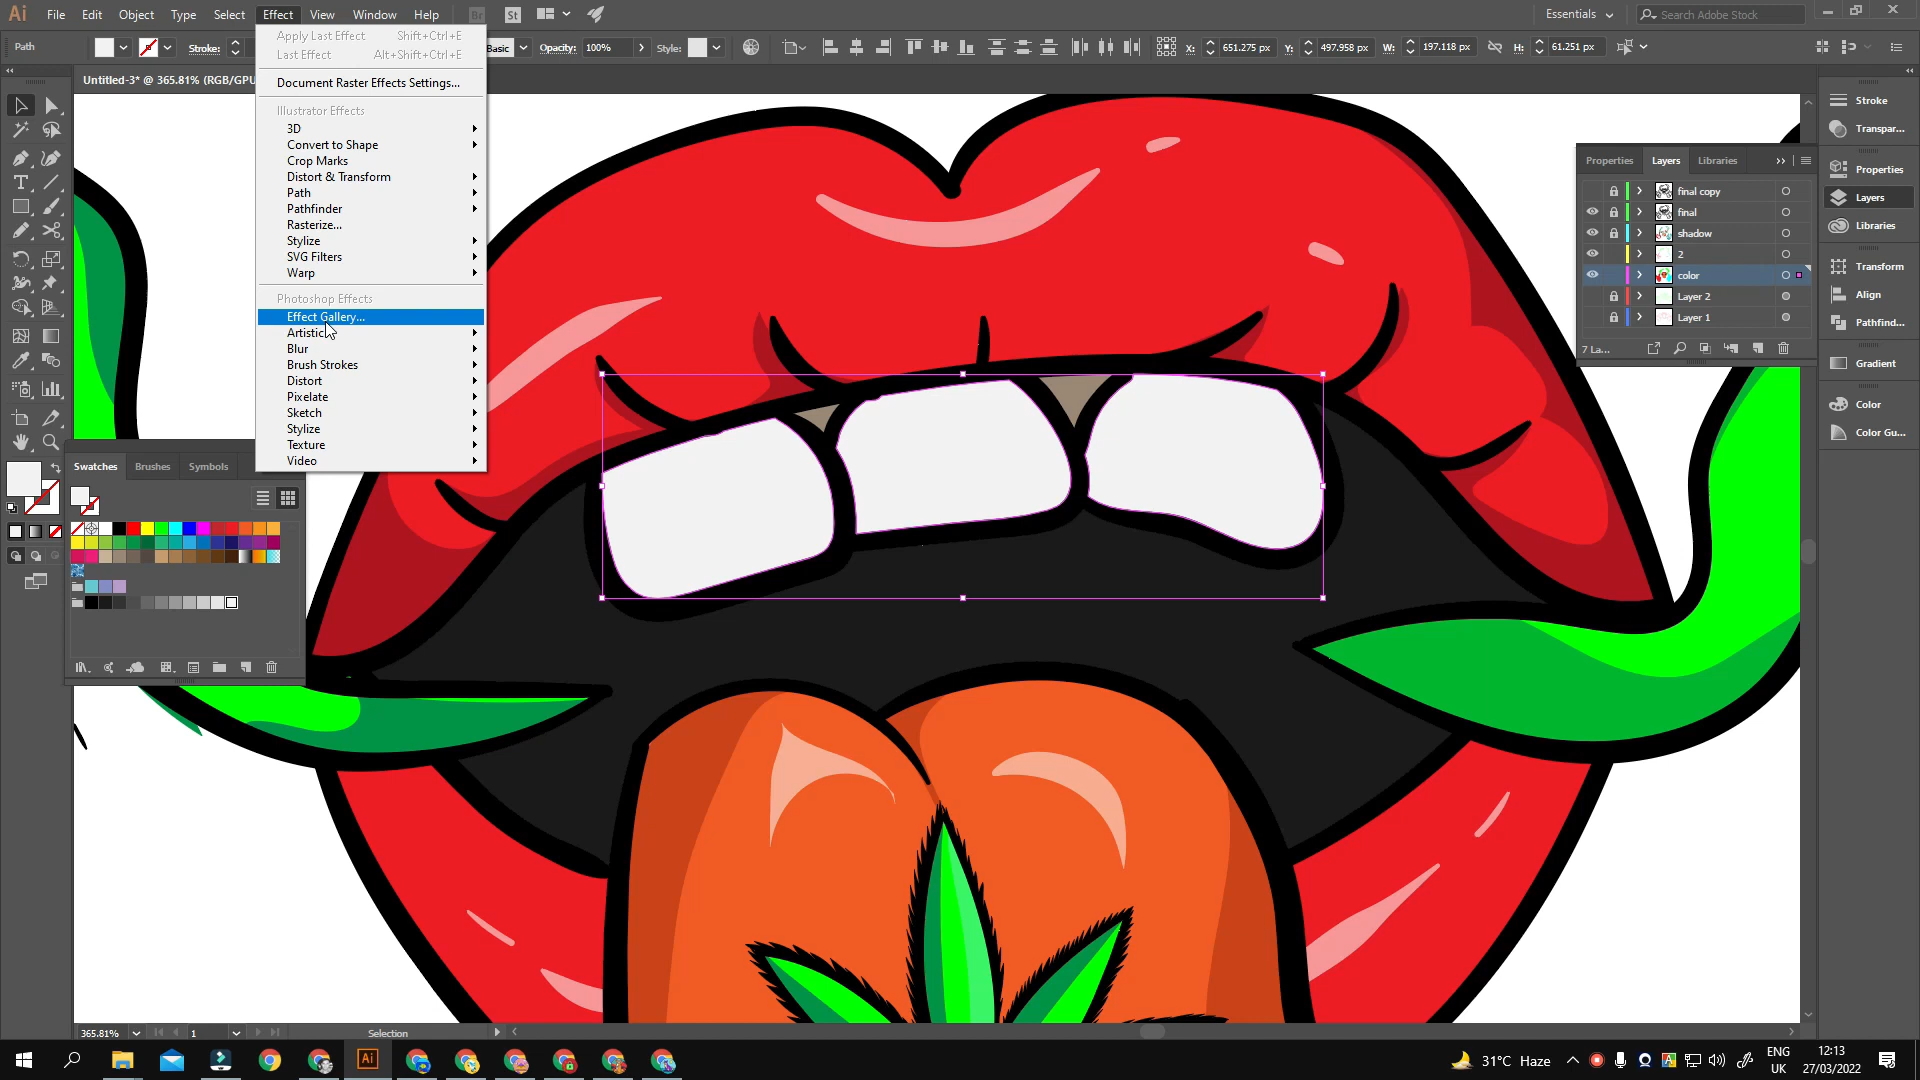 Ai File Edit Object Type Select Effect View Window Help Br St Essentials Search Adobe Stock
Path Stroke: Basic Opacity: 100% Style: X: 651.275 px Y: 497.958 px W: 197.118 px H: 61.251 px
Untitled-3* @ 365.81% (RGB/GPU
Apply Last Effect Shift+Ctrl+E
Last Effect Alt+Shift+Ctrl+E
Document Raster Effects Settings...
Illustrator Effects
3D
Convert to Shape
Crop Marks
Distort & Transform
Path
Pathfinder
Rasterize...
Stylize
SVG Filters
Warp
Photoshop Effects
Effect Gallery...
Artistic
Blur
Brush Strokes
Distort
Pixelate
Sketch
Stylize
Texture
Video
Swatches Brushes Symbols
Properties Layers Libraries
final copy
final
shadow
2
color
Layer 2
Layer 1
7 La...
Stroke
Transpar...
Properties
Layers
Libraries
Transform
Align
Pathfind...
Gradient
Color
Color Gu...
365.81% 1 Selection
Ai 31°C Haze ENG
UK
12:13
27/03/2022